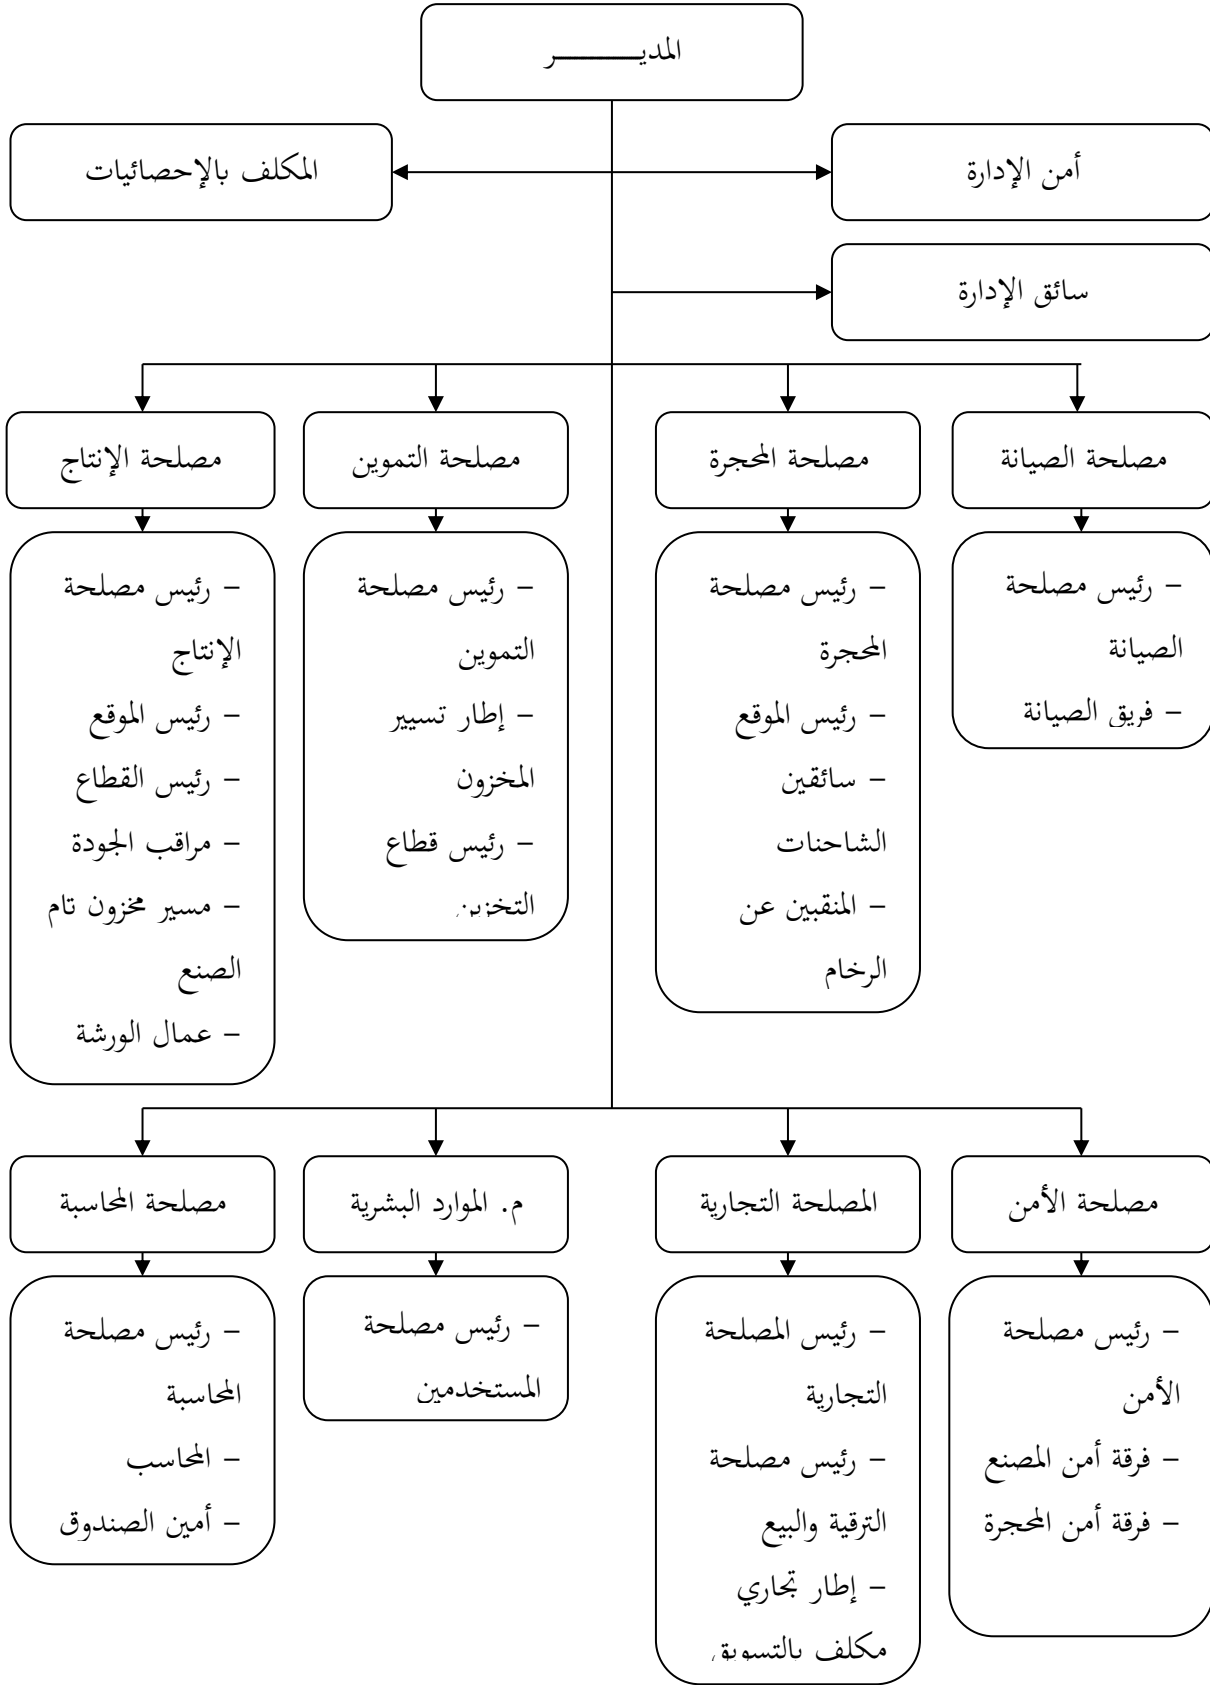 المديـــــــــر
أمن الإدارة
المكلف بالإحصائيات
سائق الإدارة
مصلحة الصيانة
مصلحة المحجرة
مصلحة التموين
مصلحة الإنتاج
– رئيس مصلحة
الصيانة
– فريق الصيانة
– رئيس مصلحة
المحجرة
– رئيس الموقع
– سائقين
الشاحنات
– المنقبين عن
الرخام
– رئيس مصلحة
التموين
– إطار تسيير
المخزون
– رئيس قطاع
التخزين
– رئيس مصلحة
الإنتاج
– رئيس الموقع
– رئيس القطاع
– مراقب الجودة
– مسير مخزون تام
الصنع
– عمال الورشة
مصلحة الأمن
المصلحة التجارية
م. الموارد البشرية
مصلحة المحاسبة
– رئيس مصلحة
الأمن
– فرقة أمن المصنع
– فرقة أمن المحجرة
– رئيس المصلحة
التجارية
– رئيس مصلحة
الترقية والبيع
– إطار تجاري
مكلف بالتسويق
– رئيس مصلحة
المستخدمين
– رئيس مصلحة
المحاسبة
– المحاسب
– أمين الصندوق